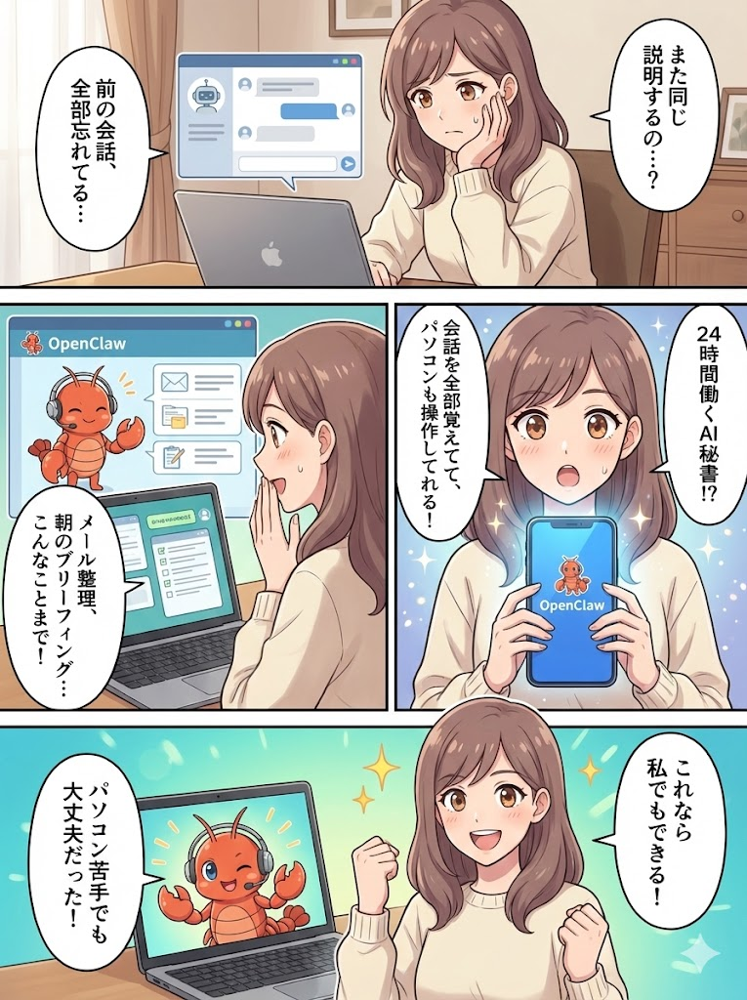 また同じ
説明するの…?
前の会話、
全部忘れてる…
24時間働くAI秘書!?
会話を全部覚えてて、
パソコンも操作してれる!
OpenClaw
OpenClaw
メール整理、
朝のブリーフィング…
こんなことまで!
これなら
私でもできる!
パソコン苦手でも
大丈夫だった!